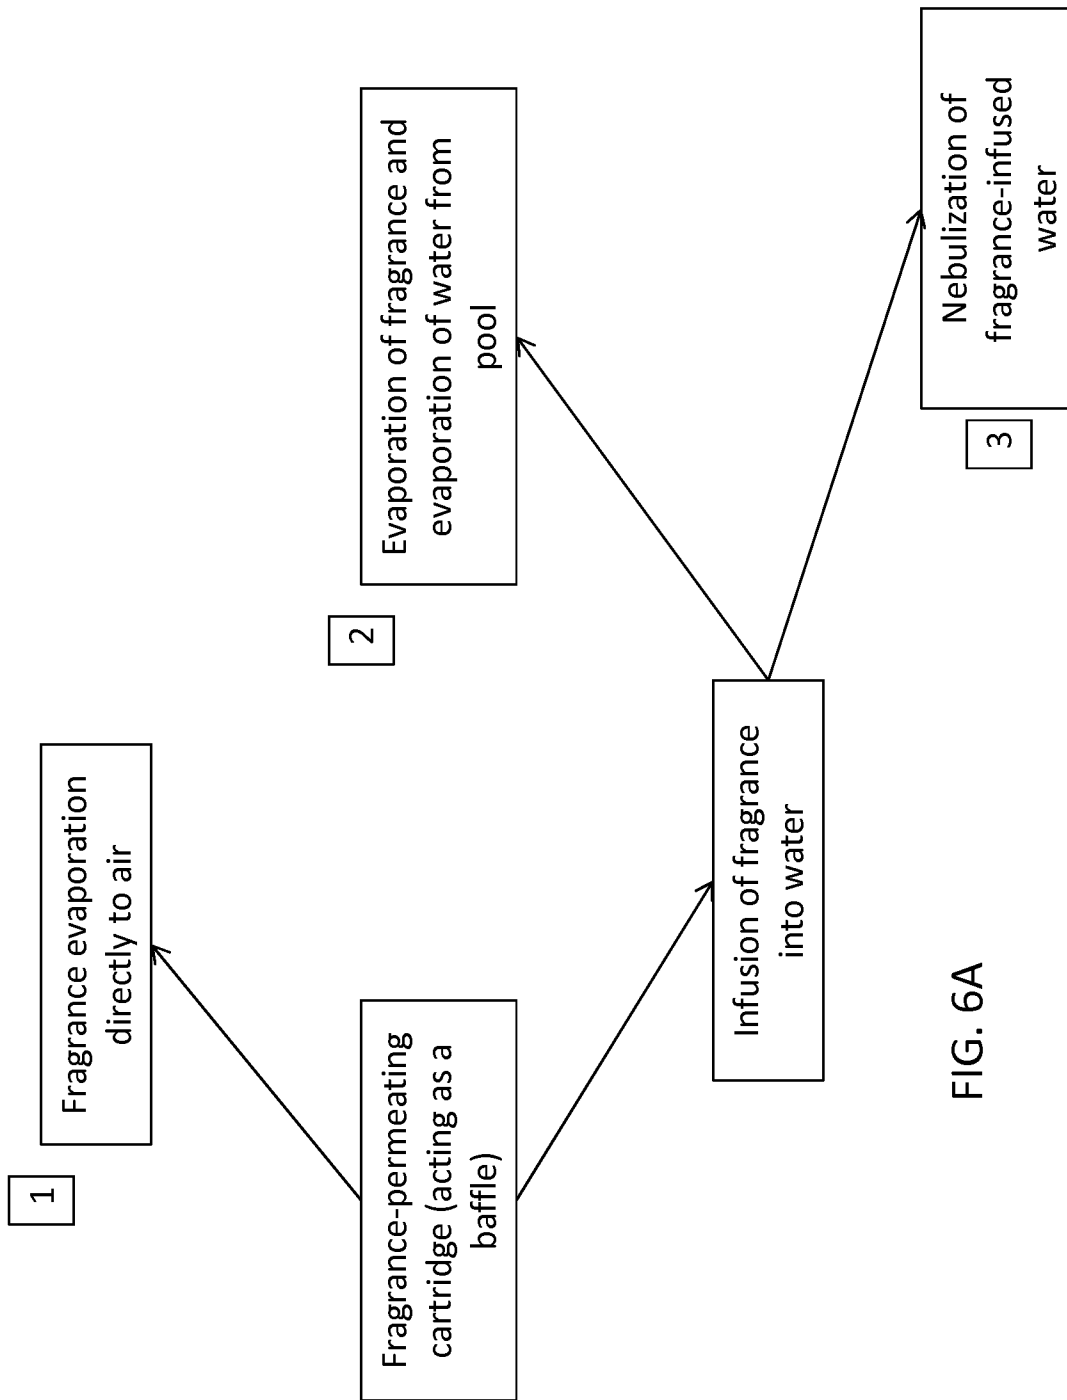 1
Fragrance evaporation
directly to air
2
Evaporation of fragrance and
evaporation of water from
pool
Fragrance-permeating
cartridge (acting as a
baffle)
Infusion of fragrance
into water
3
Nebulization of
fragrance-infused
water
FIG. 6A